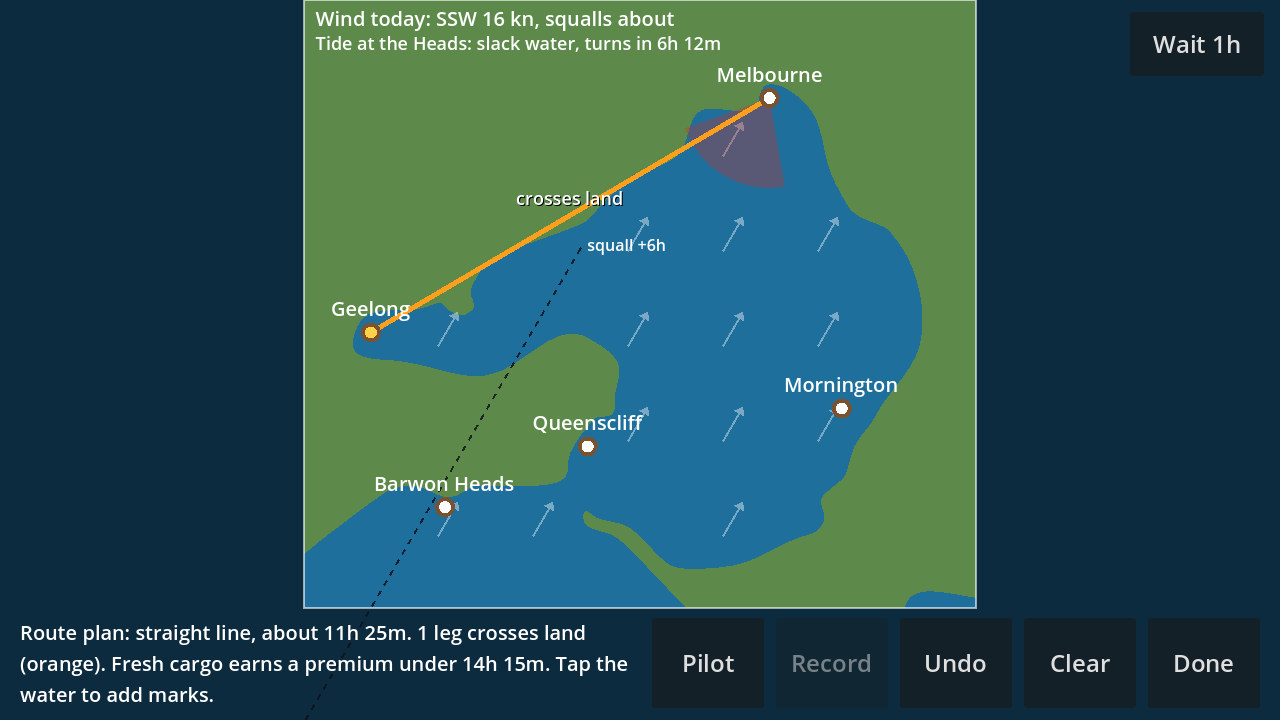 Wind today: SSW 16 kn, squalls about
Tide at the Heads: slack water, turns in 6h 12m
Wait 1h
Melbourne
crosses land
squall +6h
Geelong
Mornington
Queenscliff
Barwon Heads
Route plan: straight line, about 11h 25m. 1 leg crosses land
(orange). Fresh cargo earns a premium under 14h 15m. Tap the
water to add marks.
Pilot
Record
Undo
Clear
Done